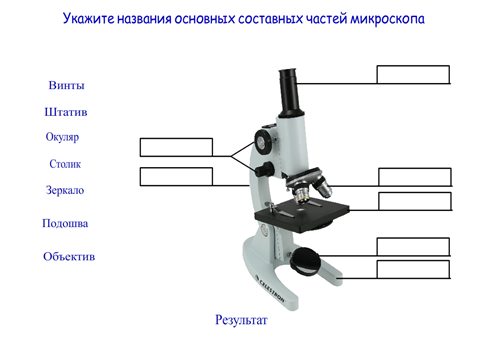 Укажите названия основных составных частей микроскопа
Винты
Штатив
Окуляр
Столик
Зеркало
Подошва
Объектив
CELESTRON
Результат